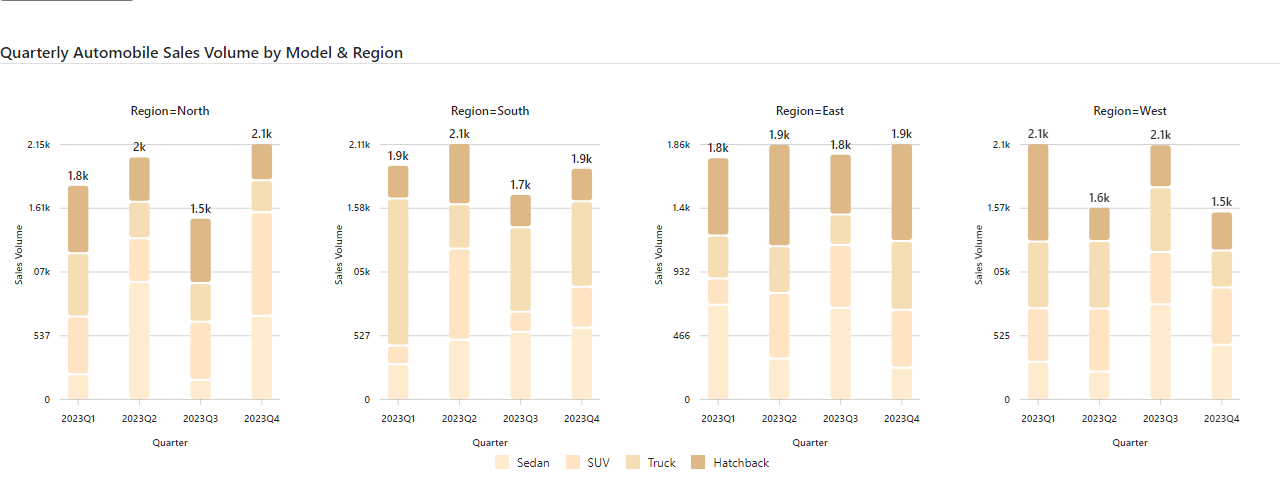 Quarterly Automobile Sales Volume by Model & Region
Region=North
2.15k
1.61k
07k
537
0
Sales Volume
1.8k
2k
1.5k
2.1k
2023Q1 2023Q2 2023Q3 2023Q4
Quarter
Region=South
2.11k
1.58k
05k
527
0
Sales Volume
1.9k
2.1k
1.7k
1.9k
2023Q1 2023Q2 2023Q3 2023Q4
Quarter
Region=East
1.86k
1.4k
932
466
0
Sales Volume
1.8k
1.9k
1.8k
1.9k
2023Q1 2023Q2 2023Q3 2023Q4
Quarter
Region=West
2.1k
1.57k
05k
525
0
Sales Volume
2.1k
1.6k
2.1k
1.5k
2023Q1 2023Q2 2023Q3 2023Q4
Quarter
Sedan SUV Truck Hatchback